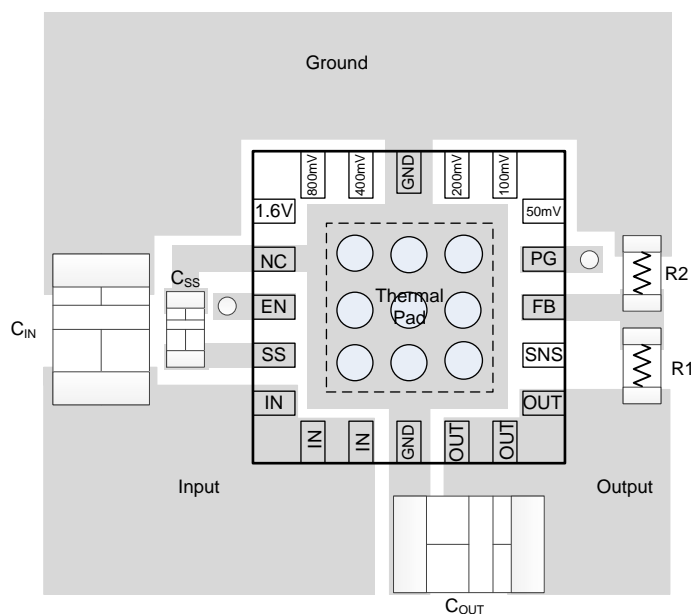 Ground
800mV
400mV
GND
200mV
100mV
1.6V
50mV
NC
PG
CSS
R2
EN
Thermal
Pad
FB
CIN
SS
SNS
R1
IN
OUT
IN
IN
GND
OUT
OUT
Input
Output
COUT